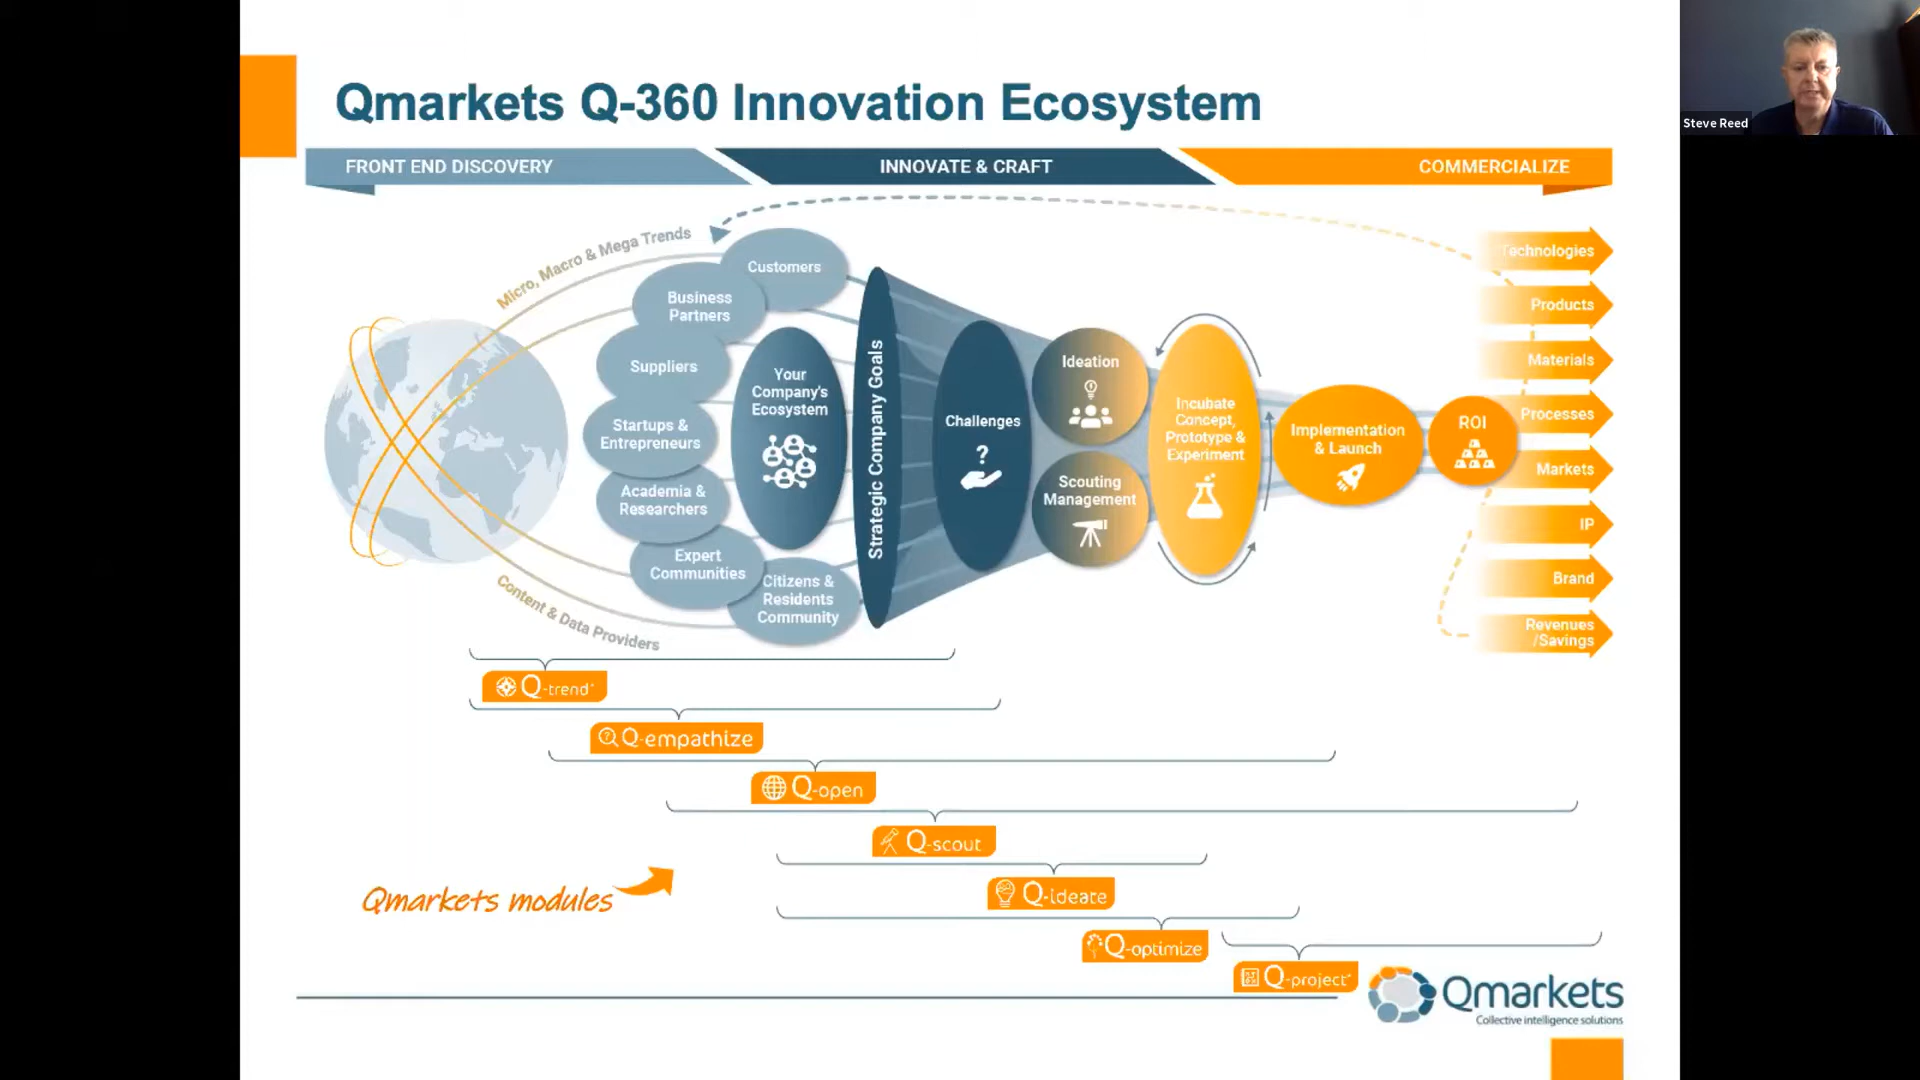 Qmarkets Q-360 Innovation Ecosystem
Steve Reed
FRONT END DISCOVERY
INNOVATE & CRAFT
COMMERCIALIZE
Micro, Macro & Mega Trends
Content & Data Providers
Customers
Business
Partners
Suppliers
Startups &
Entrepreneurs
Academia &
Researchers
Expert
Communities
Citizens &
Residents
Community
Your
Company's
Ecosystem
Strategic Company Goals
Challenges
?
Ideation
Scouting
Management
Incubate
Concept,
Prototype &
Experiment
Implementation
& Launch
ROI
Technologies
Products
Materials
Processes
Markets
IP
Brand
Revenues
/Savings
Q-trend+
Q-empathize
Q-open
Q-scout
Q-ideate
Q-optimize
Q-project+
Qmarkets modules
Qmarkets
Collective intelligence solutions